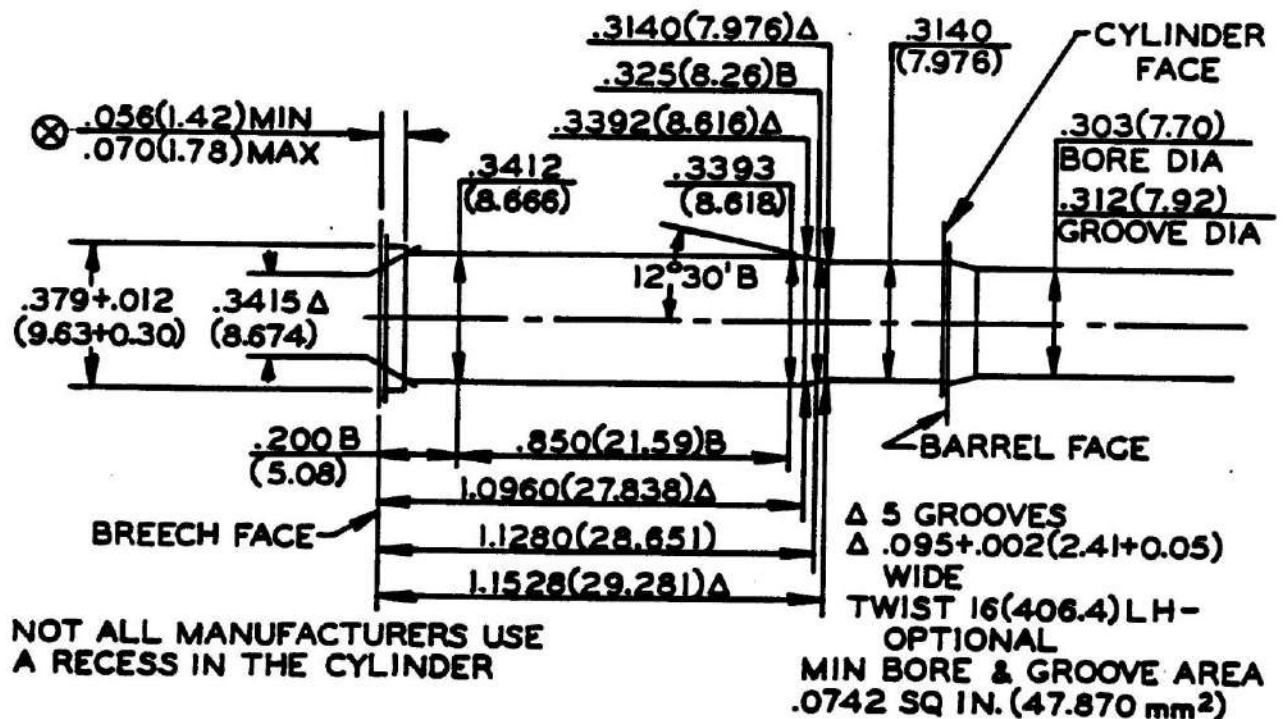 .3140(7.976)Δ
.325(8.26)B
.3392(8.616)Δ
.3140
(7.976)
CYLINDER
FACE
⊗ .056(1.42)MIN
.070(1.78)MAX
.3412
(8.666)
.3393
(8.618)
.303(7.70)
BORE DIA
.312(7.92)
GROOVE DIA
12°30'B
.379+.012
(9.63+0.30)
.3415Δ
(8.674)
.200B
(5.08)
.850(21.59)B
BARREL FACE
1.0960(27.838)Δ
BREECH FACE
1.1280(28.651)
1.1528(29.281)Δ
Δ 5 GROOVES
Δ .095+.002(2.41+0.05)
WIDE
TWIST 16(406.4)LH-
OPTIONAL
MIN BORE & GROOVE AREA
.0742 SQ IN. (47.870 mm²)
NOT ALL MANUFACTURERS USE
A RECESS IN THE CYLINDER